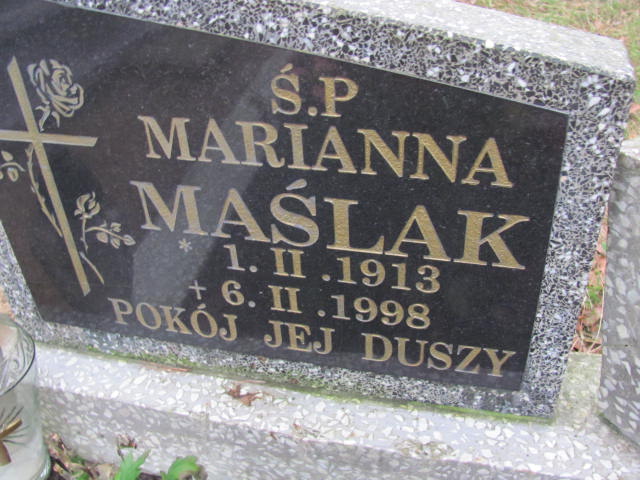 Ś.P
MARIANNA
MAŚLAK
* 1. II .1913
+ 6. II .1998
POKÓJ JEJ DUSZY